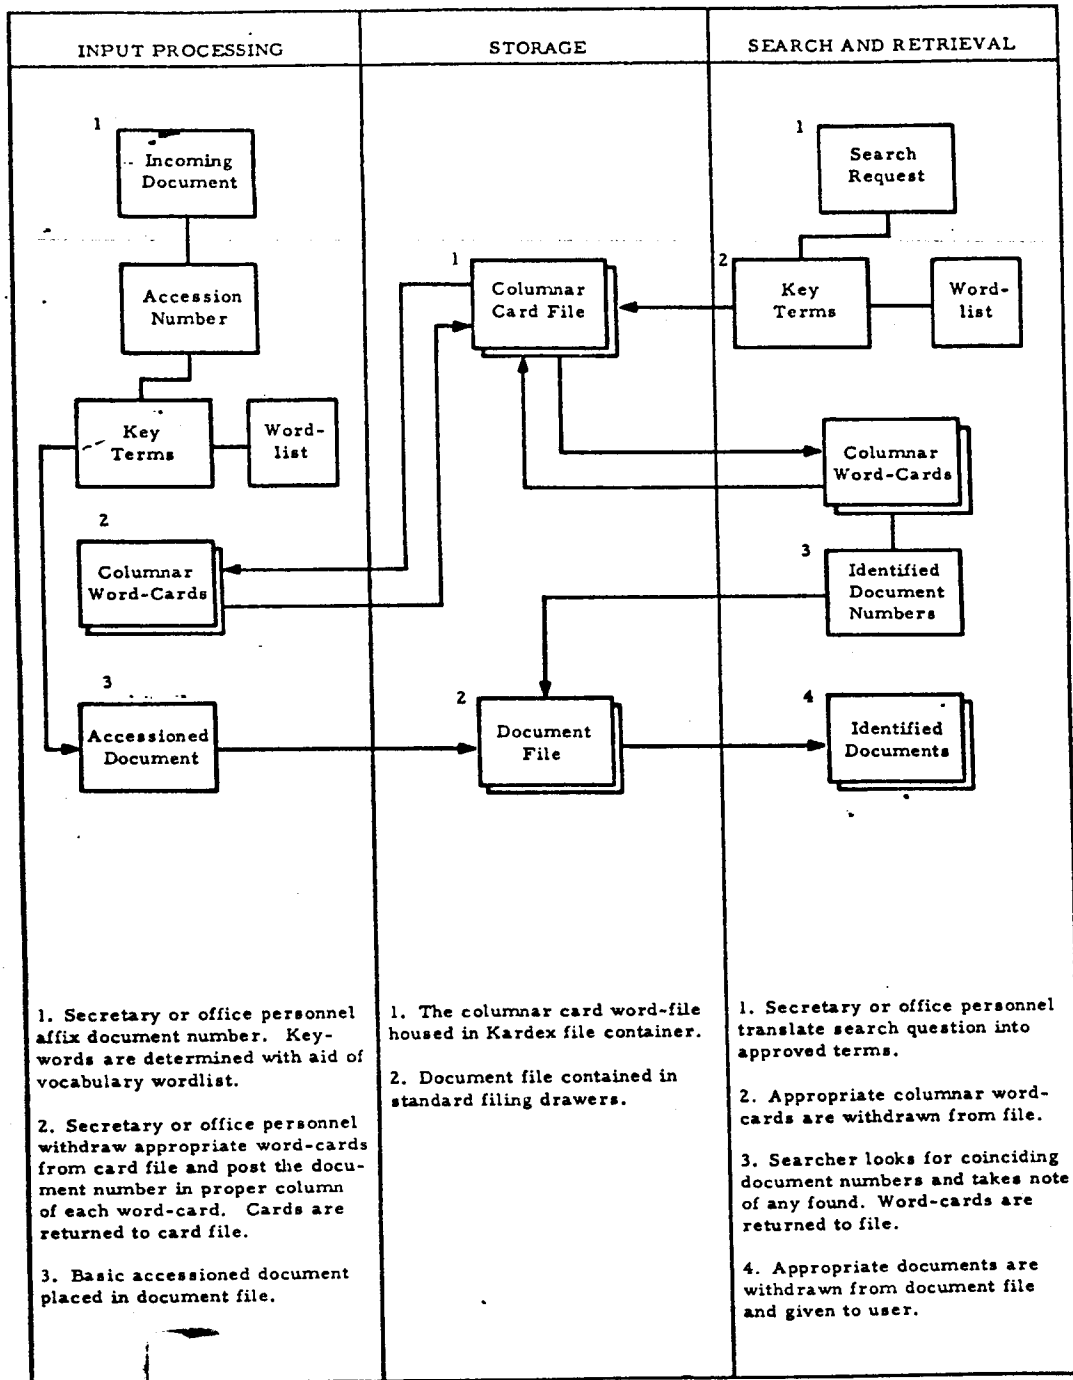 INPUT PROCESSING
STORAGE
SEARCH AND RETRIEVAL
1
Incoming
Document
Accession
Number
Key
Terms
Word-
list
2
Columnar
Word-Cards
3
Accessioned
Document
1
Columnar
Card File
2
Document
File
1
Search
Request
2
Key
Terms
Word-
list
Columnar
Word-Cards
3
Identified
Document
Numbers
4
Identified
Documents
1. Secretary or office personnel
affix document number. Key-
words are determined with aid of
vocabulary wordlist.
2. Secretary or office personnel
withdraw appropriate word-cards
from card file and post the docu-
ment number in proper column
of each word-card. Cards are
returned to card file.
3. Basic accessioned document
placed in document file.
1. The columnar card word-file
housed in Kardex file container.
2. Document file contained in
standard filing drawers.
1. Secretary or office personnel
translate search question into
approved terms.
2. Appropriate columnar word-
cards are withdrawn from file.
3. Searcher looks for coinciding
document numbers and takes note
of any found. Word-cards are
returned to file.
4. Appropriate documents are
withdrawn from document file
and given to user.